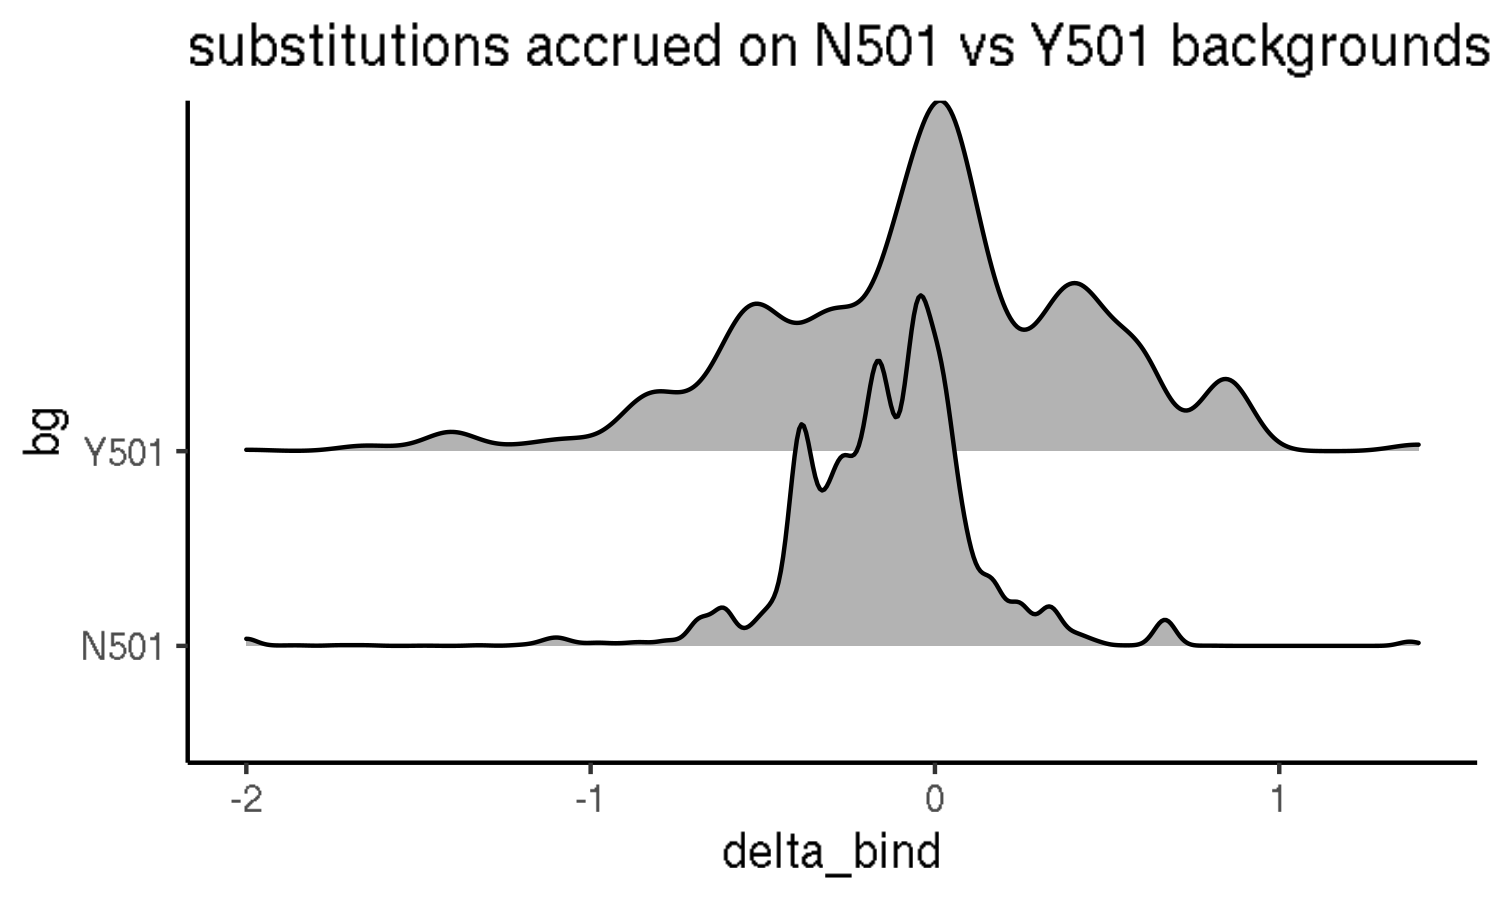 substitutions accrued on N501 vs Y501 backgrounds
bg
Y501
N501
-2
-1
0
1
delta_bind